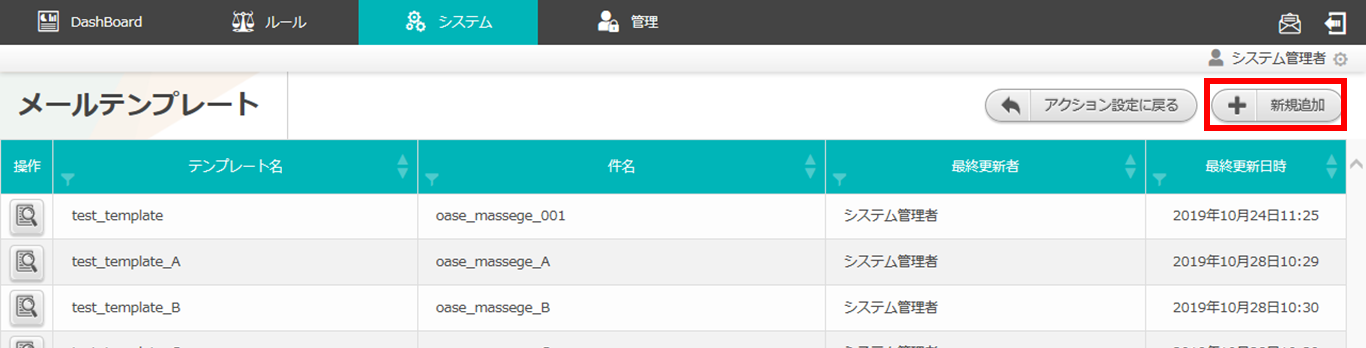 DashBoard ルール システム 管理
システム管理者
メールテンプレート アクション設定に戻る 新規追加
操作 テンプレート名 件名 最終更新者 最終更新日時
test_template oase_massege_001 システム管理者 2019年10月24日11:25
test_template_A oase_massege_A システム管理者 2019年10月28日10:29
test_template_B oase_massege_B システム管理者 2019年10月28日10:30